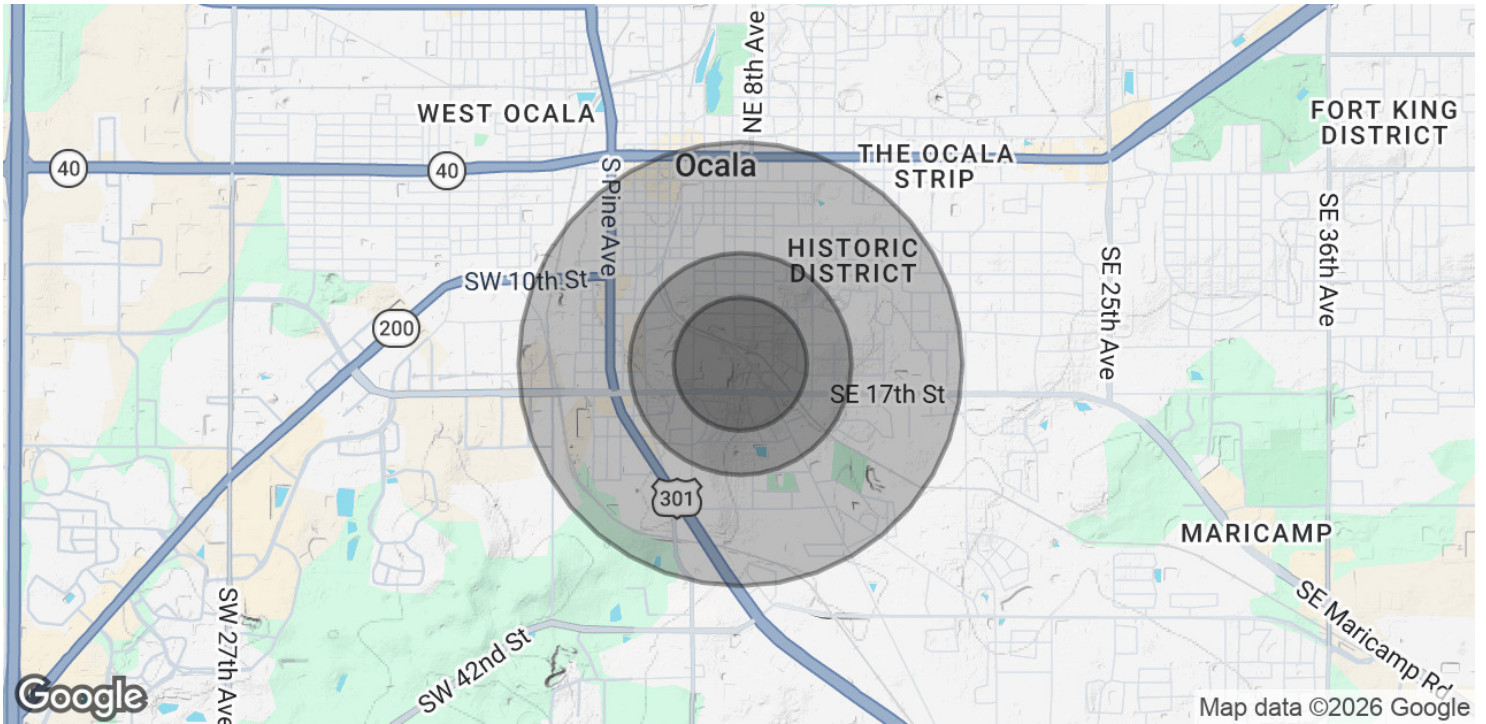 NE 8th Ave
WEST OCALA
FORT KING
DISTRICT
40
40
Ocala
THE OCALA
STRIP
S Pine Ave
SE 36th Ave
HISTORIC
DISTRICT
SW 10th St
SE 25th Ave
200
SE 17th St
301
MARICAMP
SW 27th Ave
SE Maricamp Rd
SW 42nd St
Google
Map data ©2026 Google